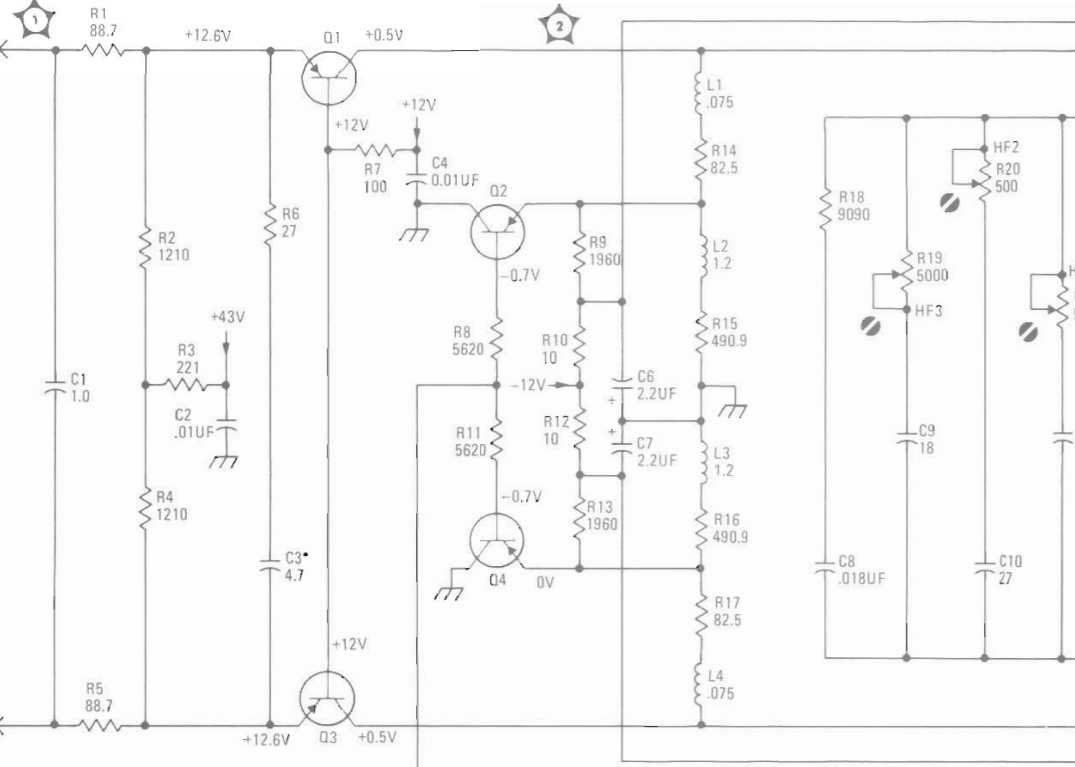 1
R1
88.7
+12.6V
Q1
+0.5V
2
+12V
+12V
R7
100
C4
0.01UF
L1
.075
R14
82.5
Q2
HF2
R20
500
R18
9090
R6
27
R2
1210
R9
1960
L2
1.2
R19
5000
HF3
-0.7V
+43V
R3
221
R8
5620
R10
10
R15
490.9
C1
1.0
C2
.01UF
-12V
C6
2.2UF
+
R11
5620
R12
10
+
C7
2.2UF
L3
1.2
C9
18
R4
1210
-0.7V
R13
1960
R16
490.9
C3
4.7
Q4
0V
C8
.018UF
C10
27
R17
82.5
+12V
L4
.075
R5
88.7
+12.6V
Q3
+0.5V